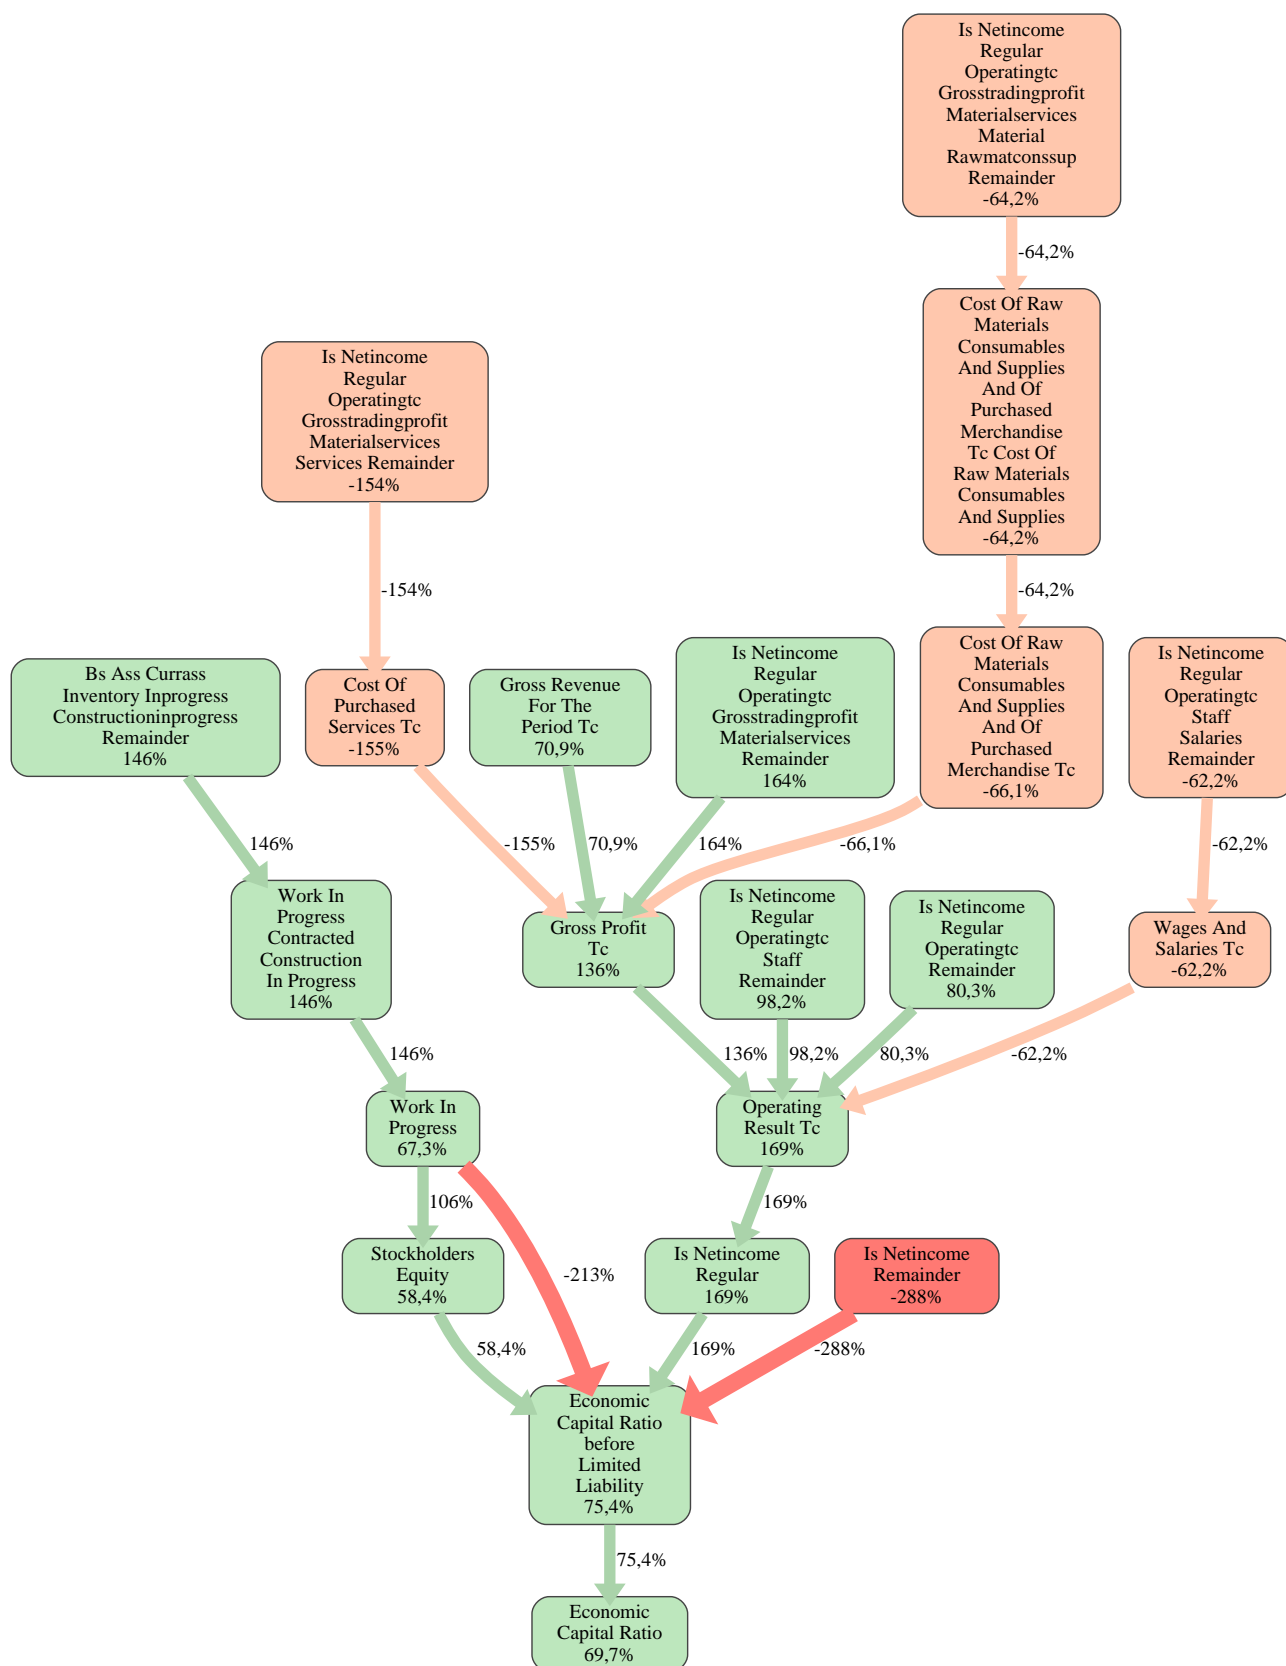 Is Netincome
Regular
Operatingtc
Grosstradingprofit
Materialservices
Material
Rawmatconssup
Remainder
-64,2%
-64,2%
Cost Of Raw
Materials
Consumables
And Supplies
And Of
Purchased
Merchandise
Tc Cost Of
Raw Materials
Consumables
And Supplies
-64,2%
Is Netincome
Regular
Operatingtc
Grosstradingprofit
Materialservices
Services Remainder
-154%
-154%
-64,2%
Bs Ass Currass
Inventory Inprogress
Constructioninprogress
Remainder
146%
Cost Of
Purchased
Services Tc
-155%
Gross Revenue
For The
Period Tc
70,9%
Is Netincome
Regular
Operatingtc
Grosstradingprofit
Materialservices
Remainder
164%
Cost Of Raw
Materials
Consumables
And Supplies
And Of
Purchased
Merchandise Tc
-66,1%
Is Netincome
Regular
Operatingtc
Staff
Salaries
Remainder
-62,2%
146%
-155%
70,9%
164%
-66,1%
-62,2%
Work In
Progress
Contracted
Construction
In Progress
146%
Gross Profit
Tc
136%
Is Netincome
Regular
Operatingtc
Staff
Remainder
98,2%
Is Netincome
Regular
Operatingtc
Remainder
80,3%
Wages And
Salaries Tc
-62,2%
146%
136%
98,2%
80,3%
-62,2%
Work In
Progress
67,3%
Operating
Result Tc
169%
106%
-213%
169%
Stockholders
Equity
58,4%
Is Netincome
Regular
169%
Is Netincome
Remainder
-288%
58,4%
169%
-288%
Economic
Capital Ratio
before
Limited
Liability
75,4%
75,4%
Economic
Capital Ratio
69,7%